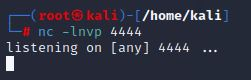 ┌──(root㉿kali)-[/home/kali]
└─# nc -lnvp 4444
listening on [any] 4444 ...